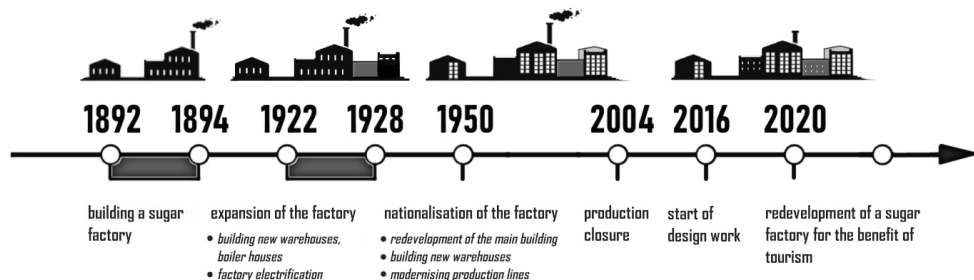 1892 1894 1922 1928 1950 2004 2016 2020
building a sugar
factory
expansion of the factory
• building new warehouses,
boiler houses
• factory electrification
nationalisation of the factory
• redevelopment of the main building
• building new warehouses
• modernising production lines
production
closure
start of
design work
redevelopment of a sugar
factory for the benefit of
tourism